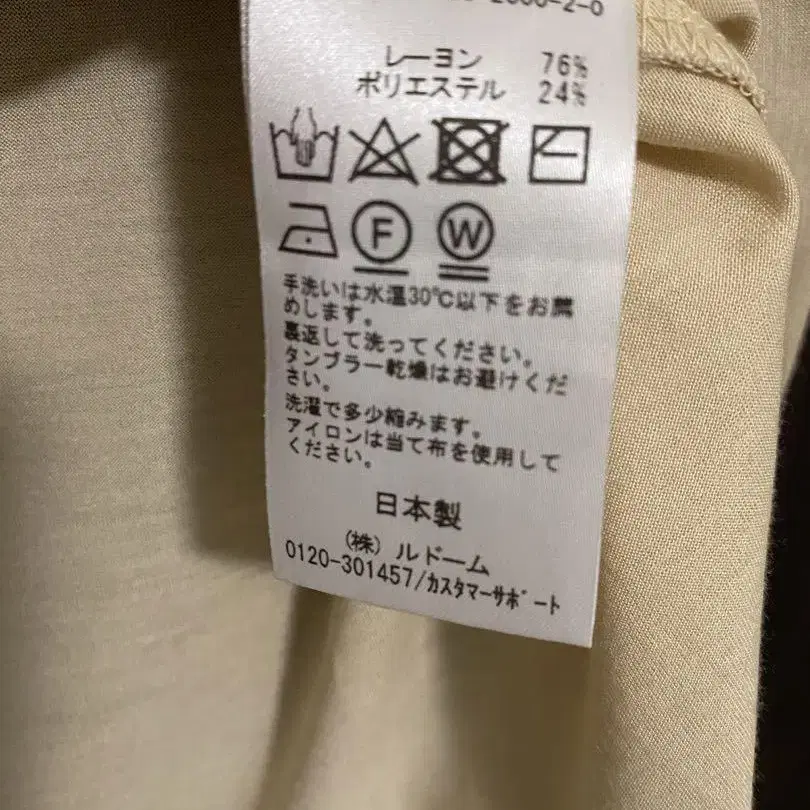 レーヨン 76%
ポリエステル 24%
F W
手洗いは水温30℃以下をお薦
めします。
裏返して洗ってください。
タンブラー乾燥はお避けくだ
さい。
洗濯で多少縮みます。
アイロンは当て布を使用して
ください。
日本製
(株) ルドーム
0120-301457/カスタマーサポート